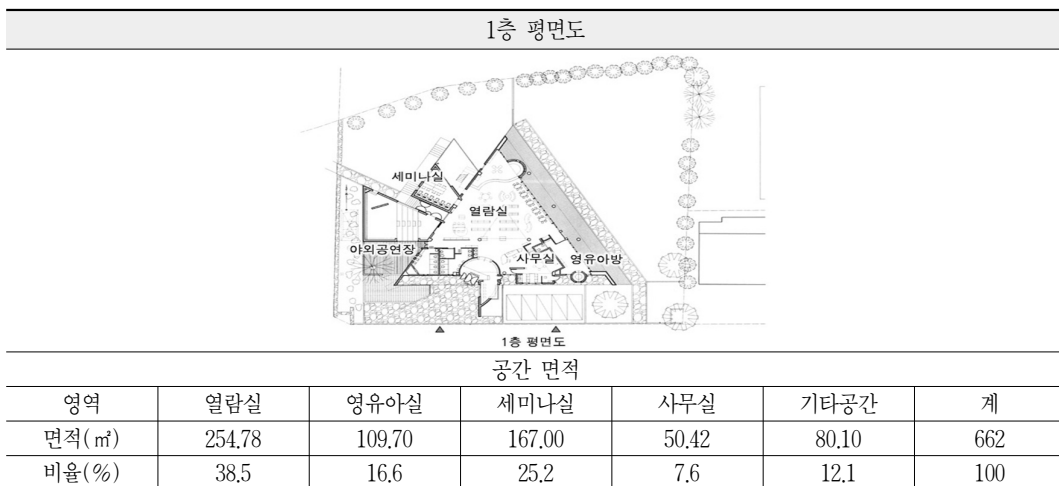 1층 평면도
세미나실
열람실
야외공연장
사무실 영유아방
1층 평면도
공간 면적
영역 열람실 영유아실 세미나실 사무실 기타공간 계
면적(㎡) 254.78 109.70 167.00 50.42 80.10 662
비율(%) 38.5 16.6 25.2 7.6 12.1 100